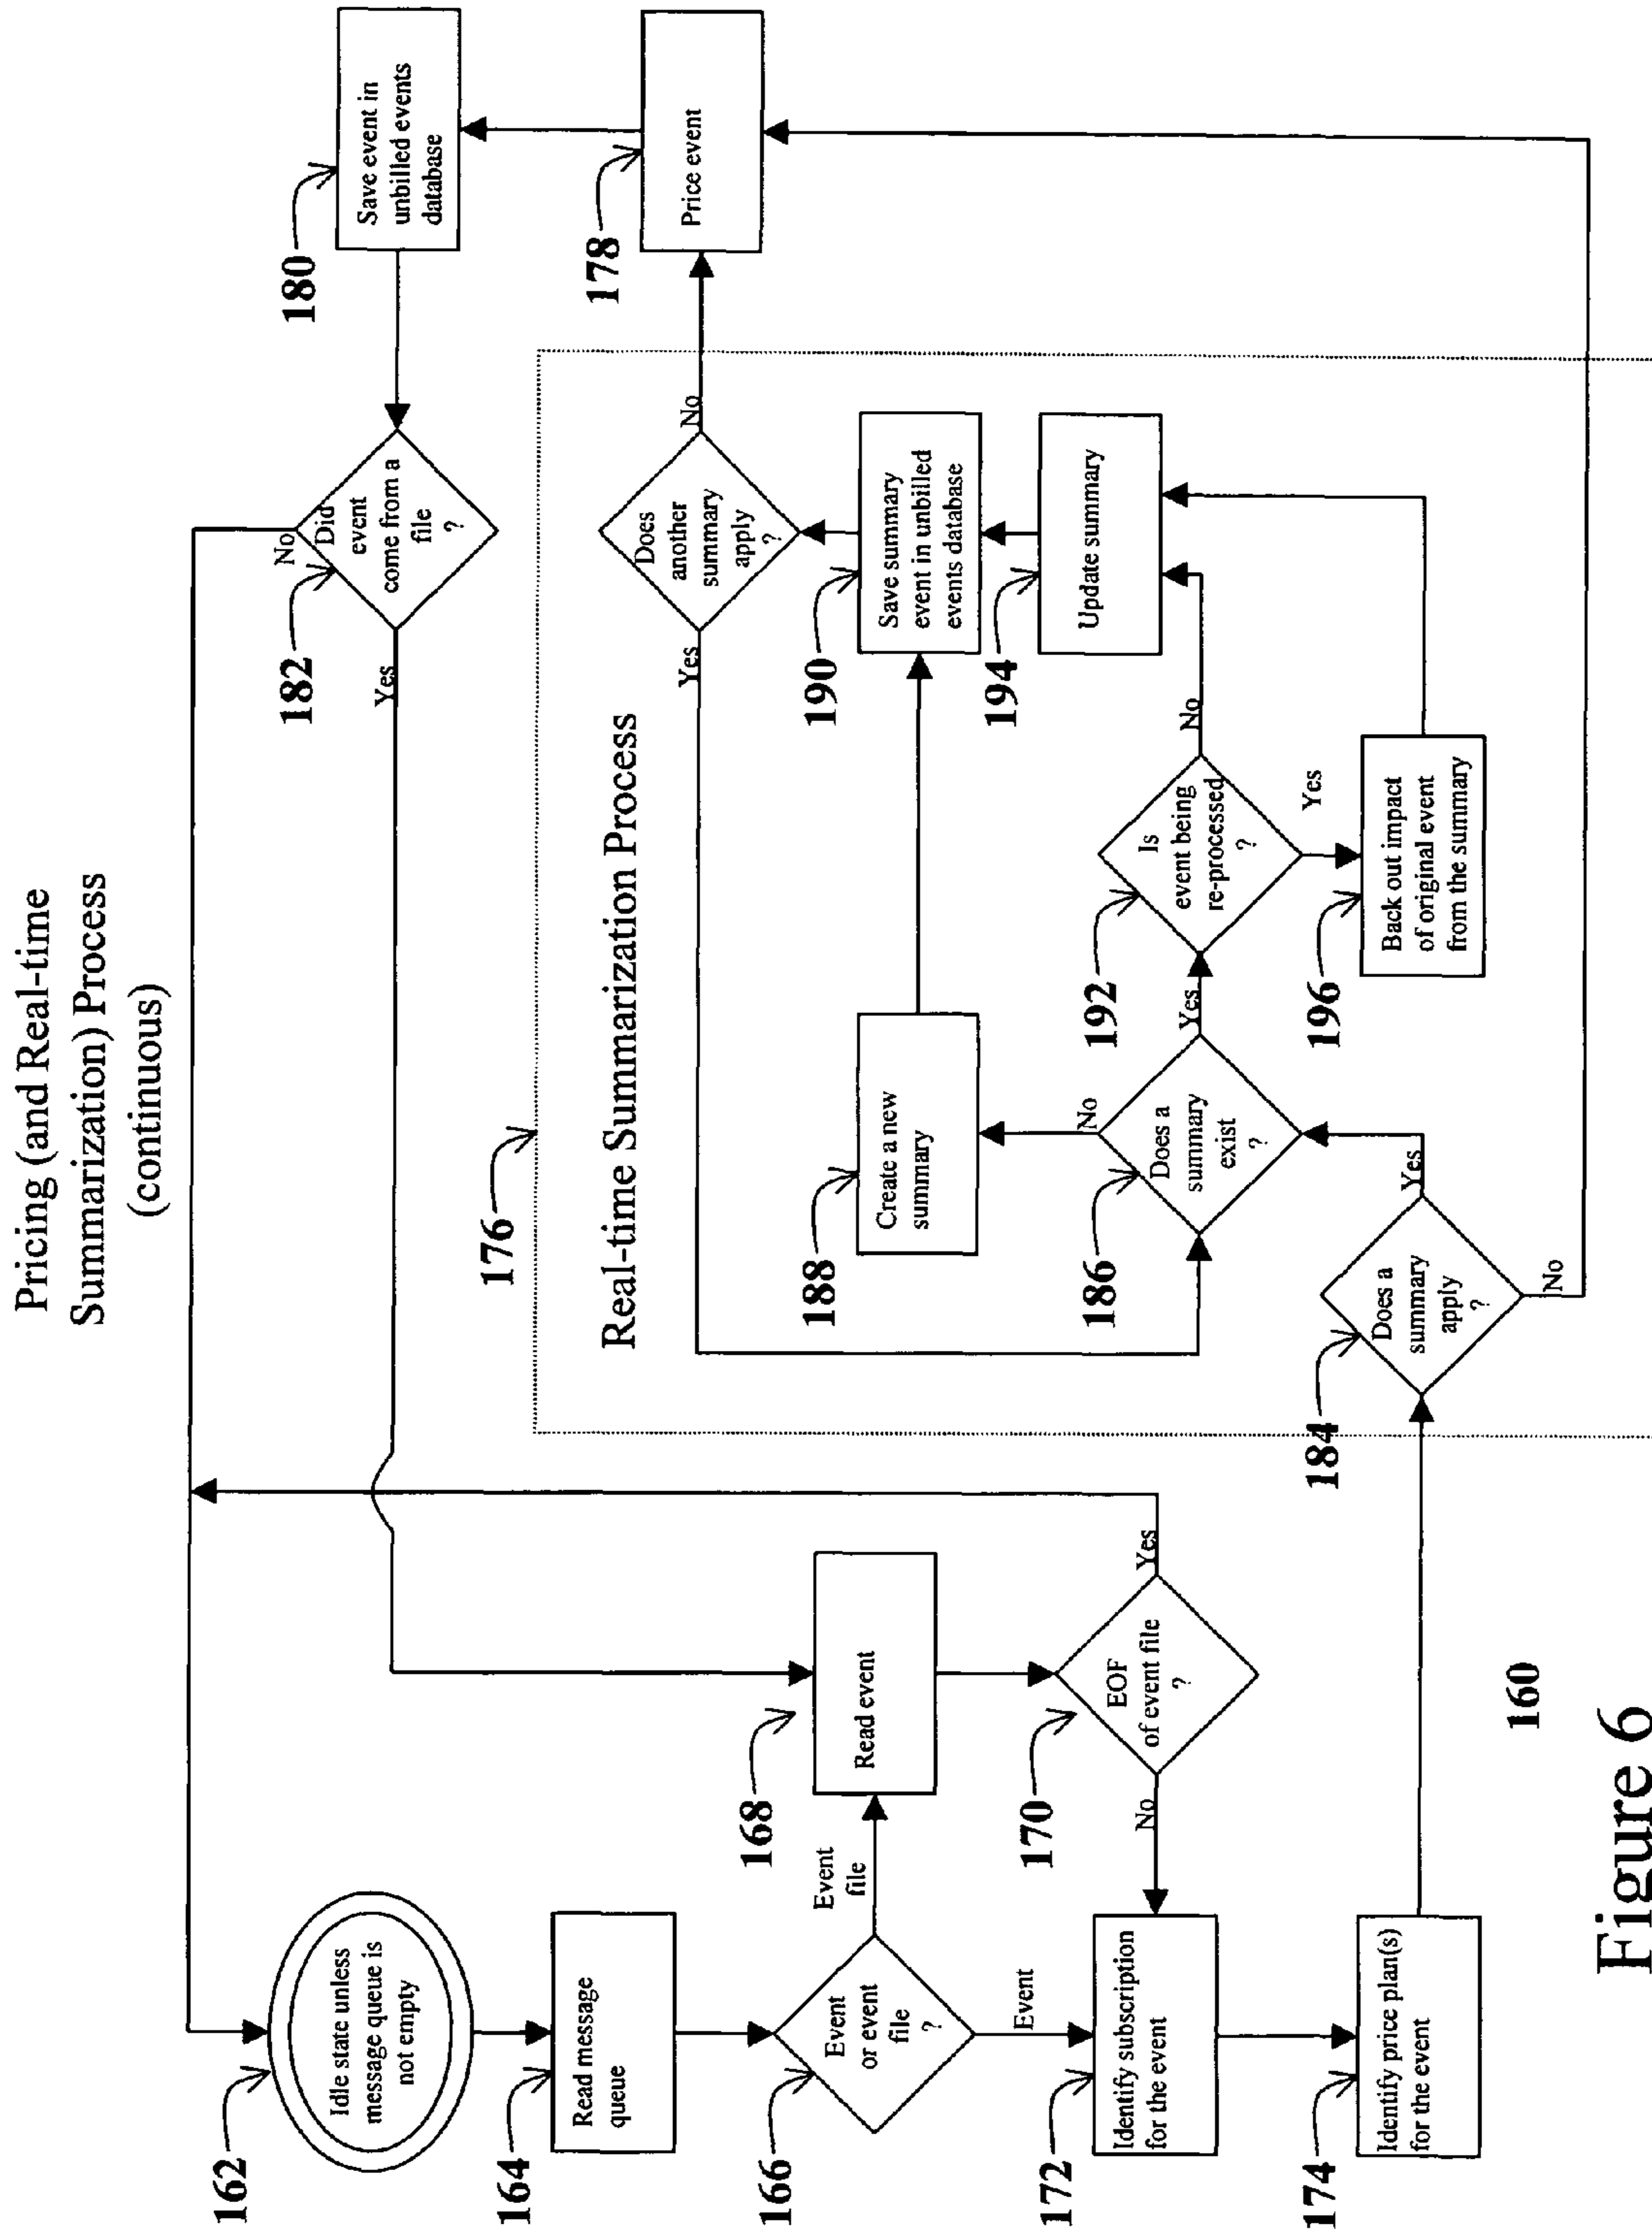 Pricing (and Real-time
Summarization) Process
(continuous)
162
Idle state unless
message queue is
not empty
164
Read message
queue
166
Event
or event
file
?
Event
file
Event
168
Read event
170
EOF
of event file
?
Yes
No
172
Identify subscription
for the event
174
Identify price plan(s)
for the event
176
Real-time Summarization Process
184
Does a
summary
apply
?
Yes
No
186
Does a
summary
exist
?
No
Yes
188
Create a new
summary
192
Is
event being
re-processed
?
No
Yes
196
Back out impact
of original event
from the summary
194
Update summary
190
Save summary
event in unbilled
events database
Does
another
summary
apply
?
Yes
No
178
Price event
180
Save event in
unbilled events
database
182
Did
event
come from a
file
?
No
Yes
160
Figure 6